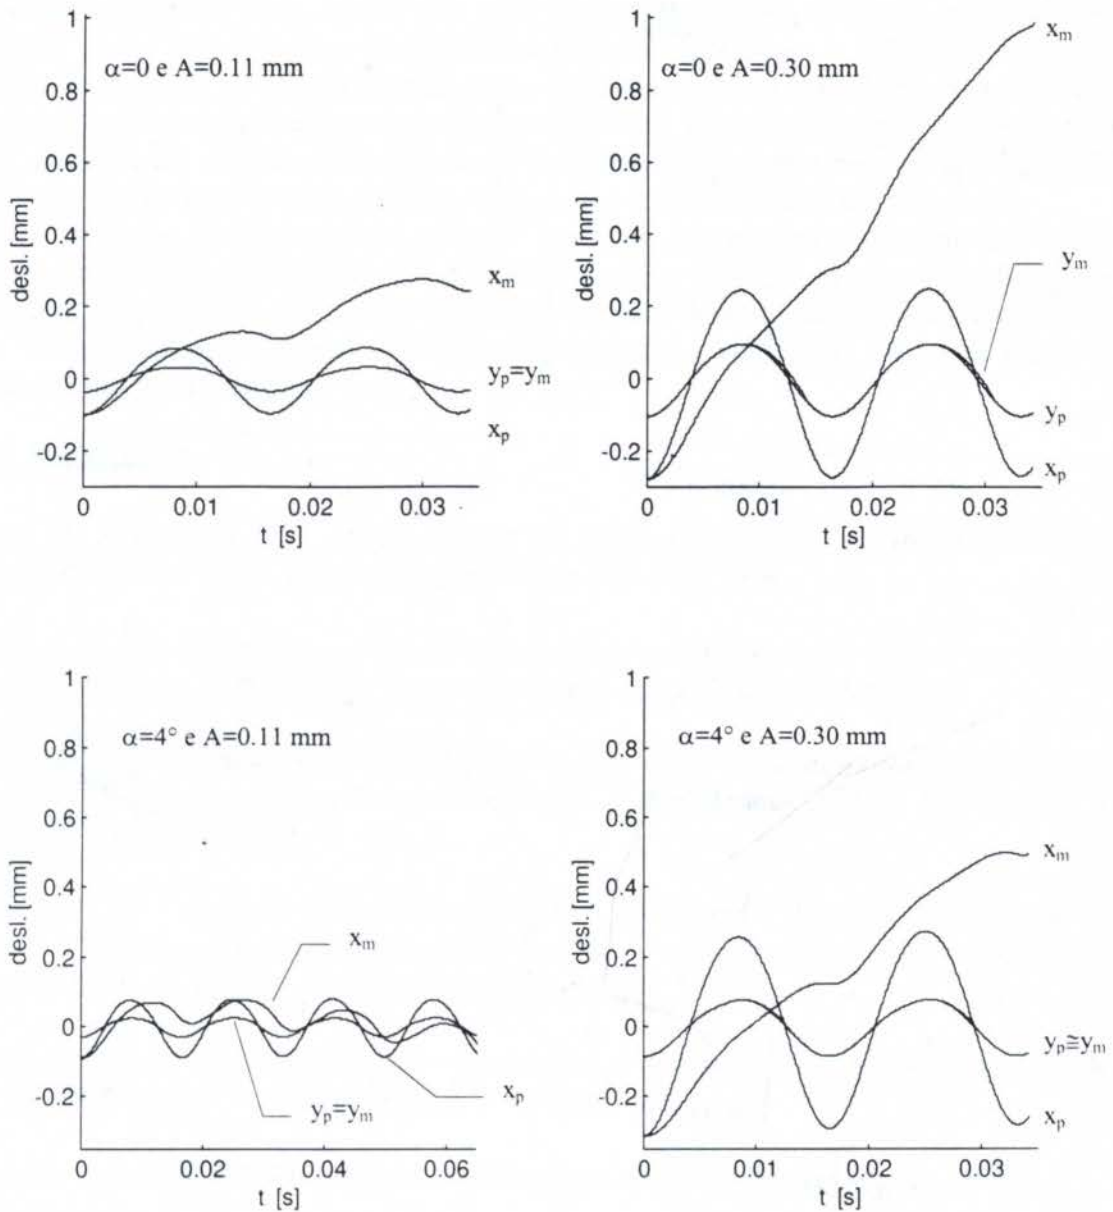 α=0 e A=0.11 mm
desl. [mm]
1
0.8
0.6
0.4
0.2
0
-0.2
0
0.01
0.02
0.03
t [s]
xm
yp=ym
xp
α=0 e A=0.30 mm
desl. [mm]
1
0.8
0.6
0.4
0.2
0
-0.2
0
0.01
0.02
0.03
t [s]
xm
ym
yp
xp
α=4° e A=0.11 mm
desl. [mm]
1
0.8
0.6
0.4
0.2
0
-0.2
0
0.02
0.04
0.06
t [s]
xm
xp
yp=ym
α=4° e A=0.30 mm
desl. [mm]
1
0.8
0.6
0.4
0.2
0
-0.2
0
0.01
0.02
0.03
t [s]
xm
yp≅ym
xp